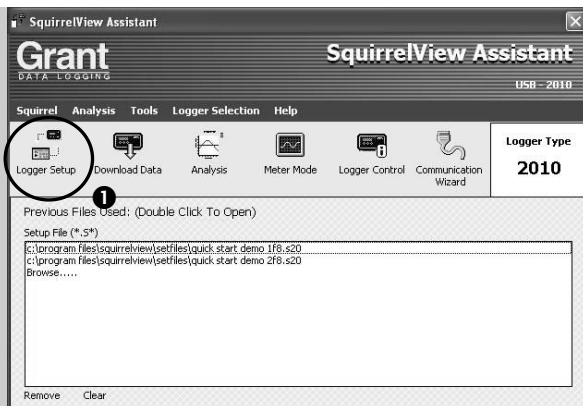 SquirrelView Assistant
Grant
DATA LOGGING
SquirrelView Assistant
USB - 2010
Squirrel Analysis Tools Logger Selection Help
Logger Setup
Download Data
Analysis
Meter Mode
Logger Control
Communication
Wizard
Logger Type
2010
1
Previous Files Used: (Double Click To Open)
Setup File (*.S*)
c:\program files\squirrelview\setfiles\quick start demo 1f8.s20
c:\program files\squirrelview\setfiles\quick start demo 2f8.s20
Browse.....
Remove Clear